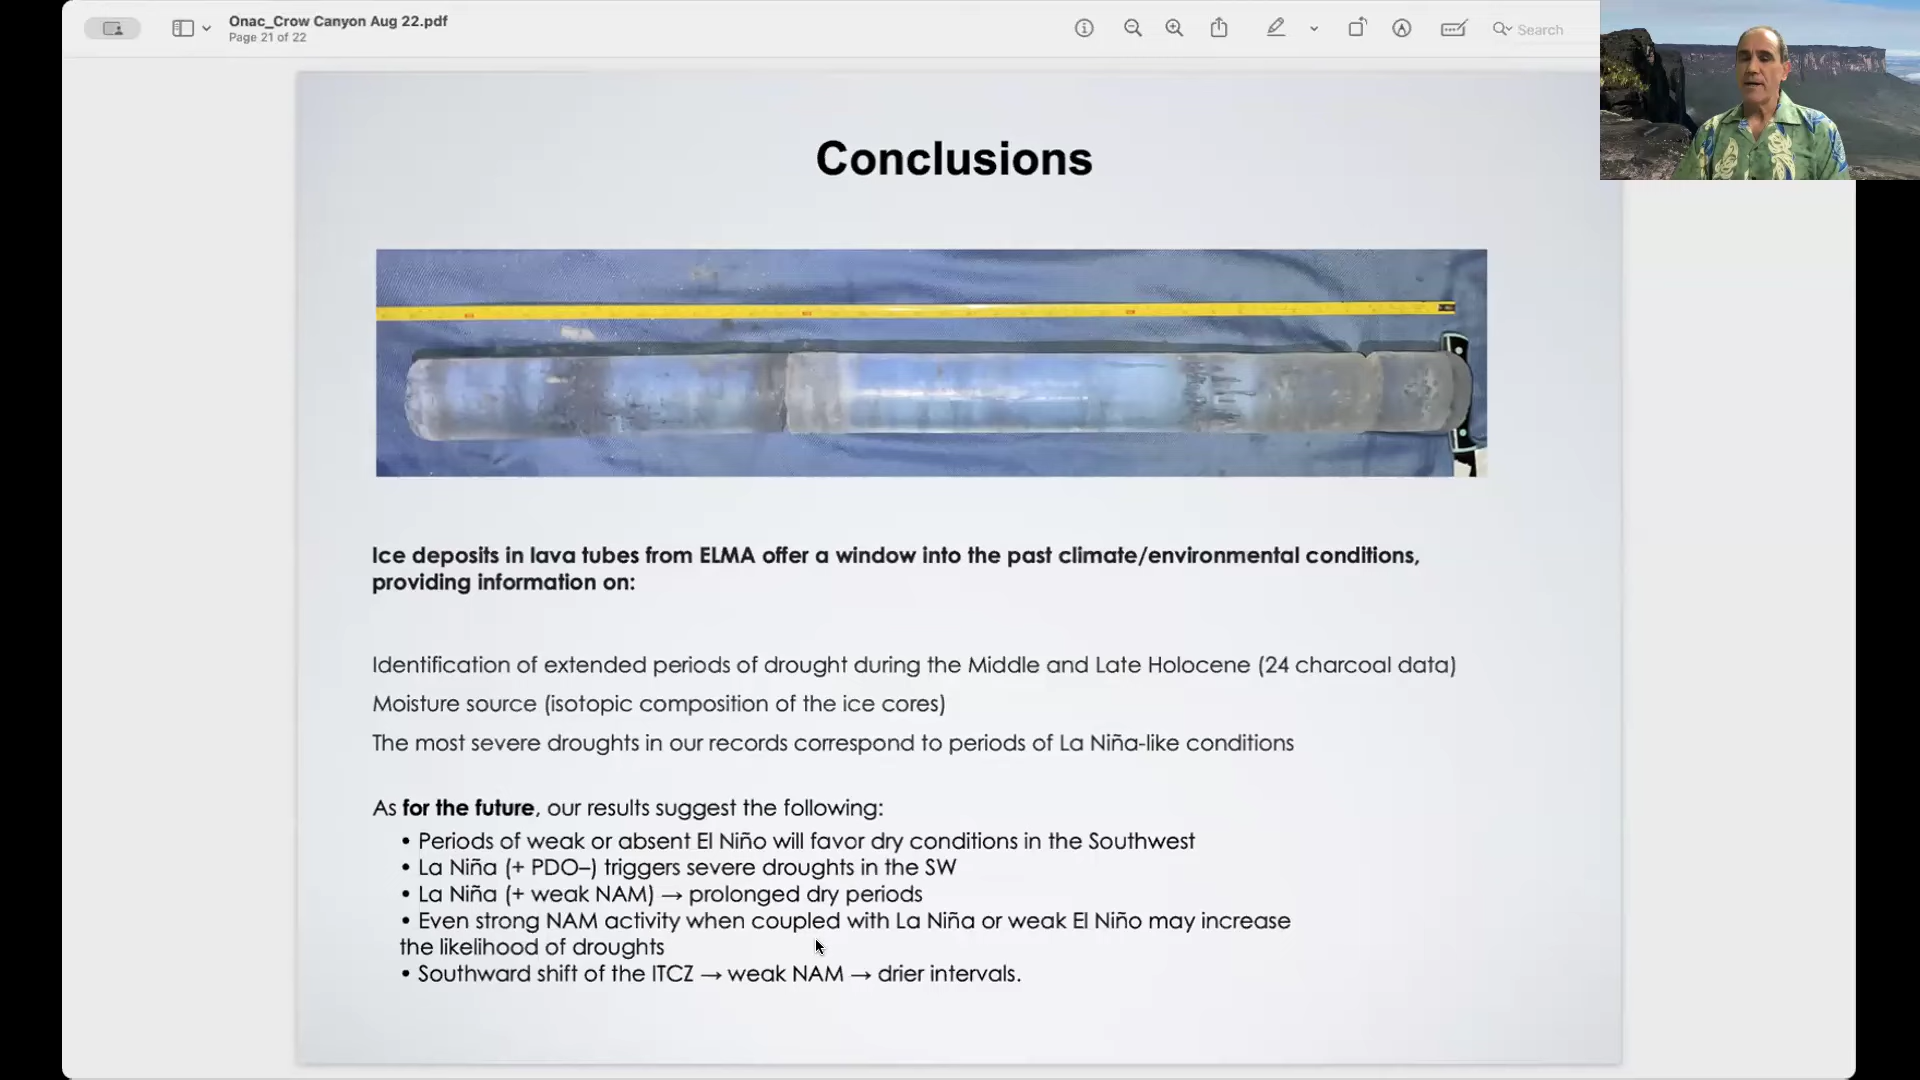 Onac_Crow Canyon Aug 22.pdf
Page 21 of 22
Search
Conclusions
Ice deposits in lava tubes from ELMA offer a window into the past climate/environmental conditions,
providing information on:
Identification of extended periods of drought during the Middle and Late Holocene (24 charcoal data)
Moisture source (isotopic composition of the ice cores)
The most severe droughts in our records correspond to periods of La Niña-like conditions
As for the future, our results suggest the following:
• Periods of weak or absent El Niño will favor dry conditions in the Southwest
• La Niña (+ PDO–) triggers severe droughts in the SW
• La Niña (+ weak NAM) → prolonged dry periods
• Even strong NAM activity when coupled with La Niña or weak El Niño may increase
the likelihood of droughts
• Southward shift of the ITCZ → weak NAM → drier intervals.